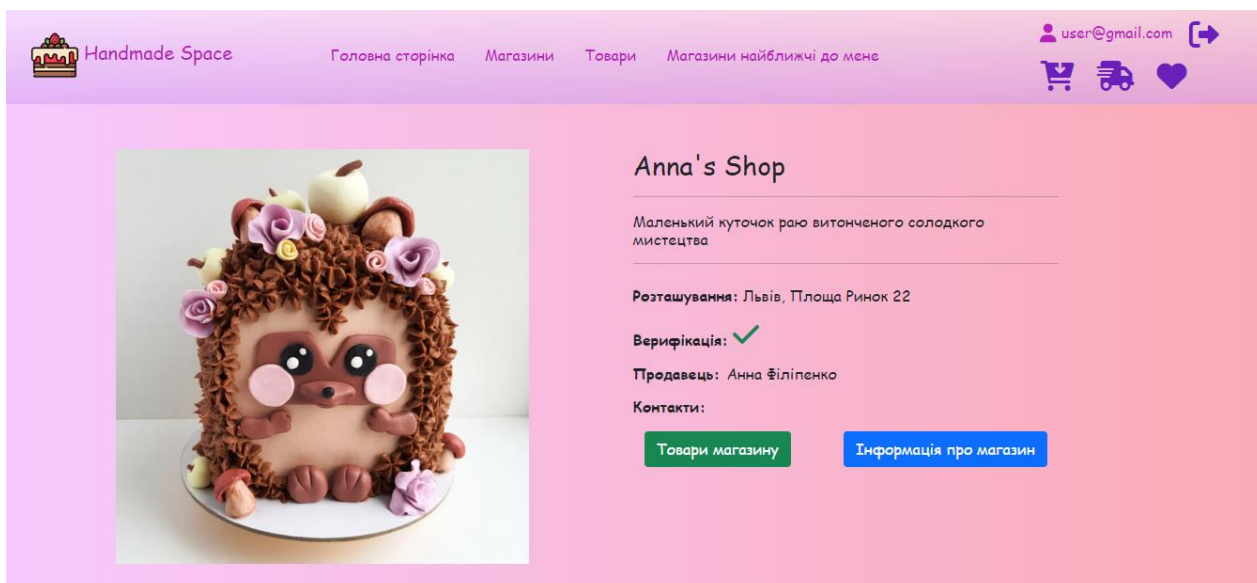 Handmade Space
Головна сторінка Магазини Товари Магазини найближчі до мене
user@gmail.com
Anna's Shop
Маленький куточок раю витонченого солодкого
мистецтва
Розташування: Львів, Площа Ринок 22
Верифікація:
Продавець: Анна Філіпенко
Контакти:
Товари магазину Інформація про магазин